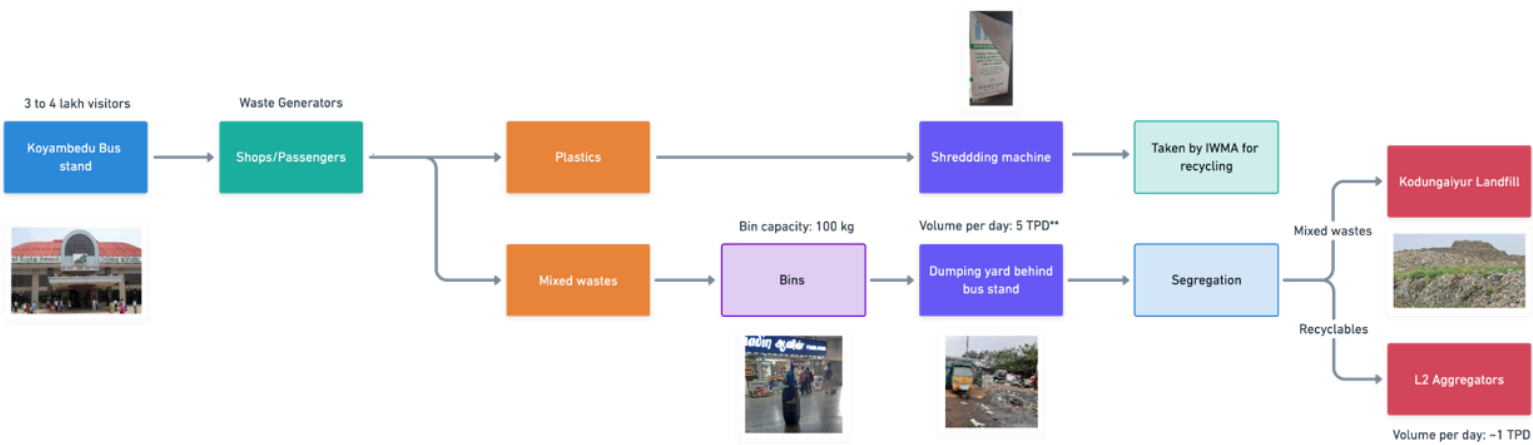 3 to 4 lakh visitors
Koyambedu Bus
stand
Waste Generators
Shops/Passengers
Plastics
Shreddding machine
Taken by IWMA for
recycling
Mixed wastes
Bin capacity: 100 kg
Bins
Volume per day: 5 TPD**
Dumping yard behind
bus stand
Segregation
Mixed wastes
Kodungaiyur Landfill
Recyclables
L2 Aggregators
Volume per day: ~1 TPD